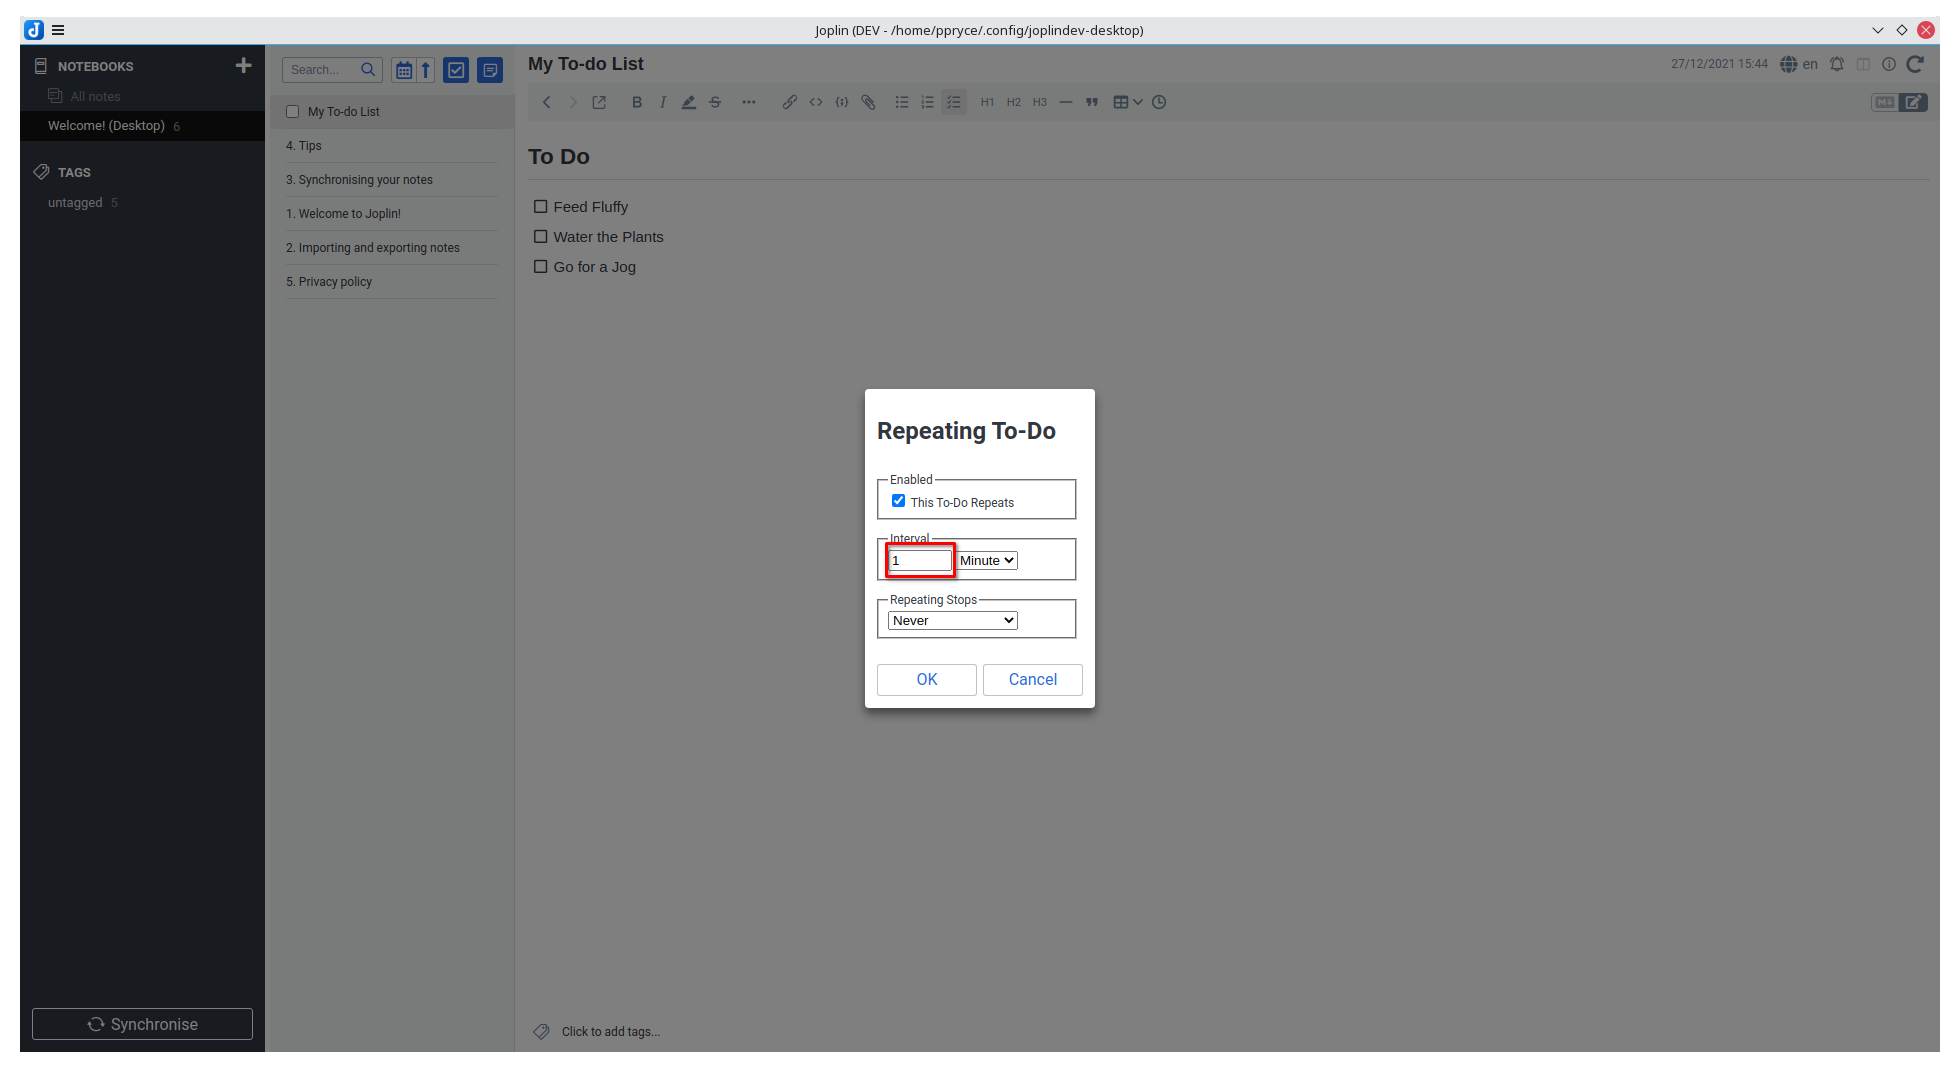 Joplin (DEV - /home/ppryce/.config/joplindev-desktop)
NOTEBOOKS
All notes
Welcome! (Desktop) 6
TAGS
untagged 5
Synchronise
Search...
My To-do List
4. Tips
3. Synchronising your notes
1. Welcome to Joplin!
2. Importing and exporting notes
5. Privacy policy
My To-do List
27/12/2021 15:44 en
B I S H1 H2 H3
M
To Do
Feed Fluffy
Water the Plants
Go for a Jog
Click to add tags...
Repeating To-Do
Enabled
This To-Do Repeats
Interval
1 Minute
Repeating Stops
Never
OK Cancel